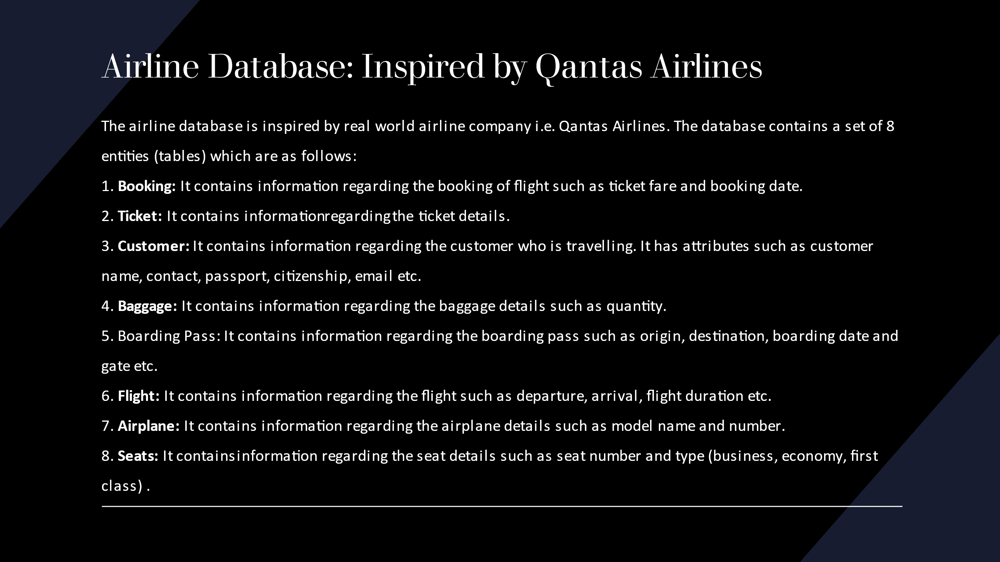 Airline Database: Inspired by Qantas Airlines
The airline database is inspired by real world airline company i.e. Qantas Airlines. The database contains a set of 8
entities (tables) which are as follows:
1. Booking: It contains information regarding the booking of flight such as ticket fare and booking date.
2. Ticket: It contains informationregardingthe ticket details.
3. Customer: It contains information regarding the customer who is travelling. It has attributes such as customer
name, contact, passport, citizenship, email etc.
4. Baggage: It contains information regarding the baggage details such as quantity.
5. Boarding Pass: It contains information regarding the boarding pass such as origin, destination, boarding date and
gate etc.
6. Flight: It contains information regarding the flight such as departure, arrival, flight duration etc.
7. Airplane: It contains information regarding the airplane details such as model name and number.
8. Seats: It containsinformation regarding the seat details such as seat number and type (business, economy, first
class) .